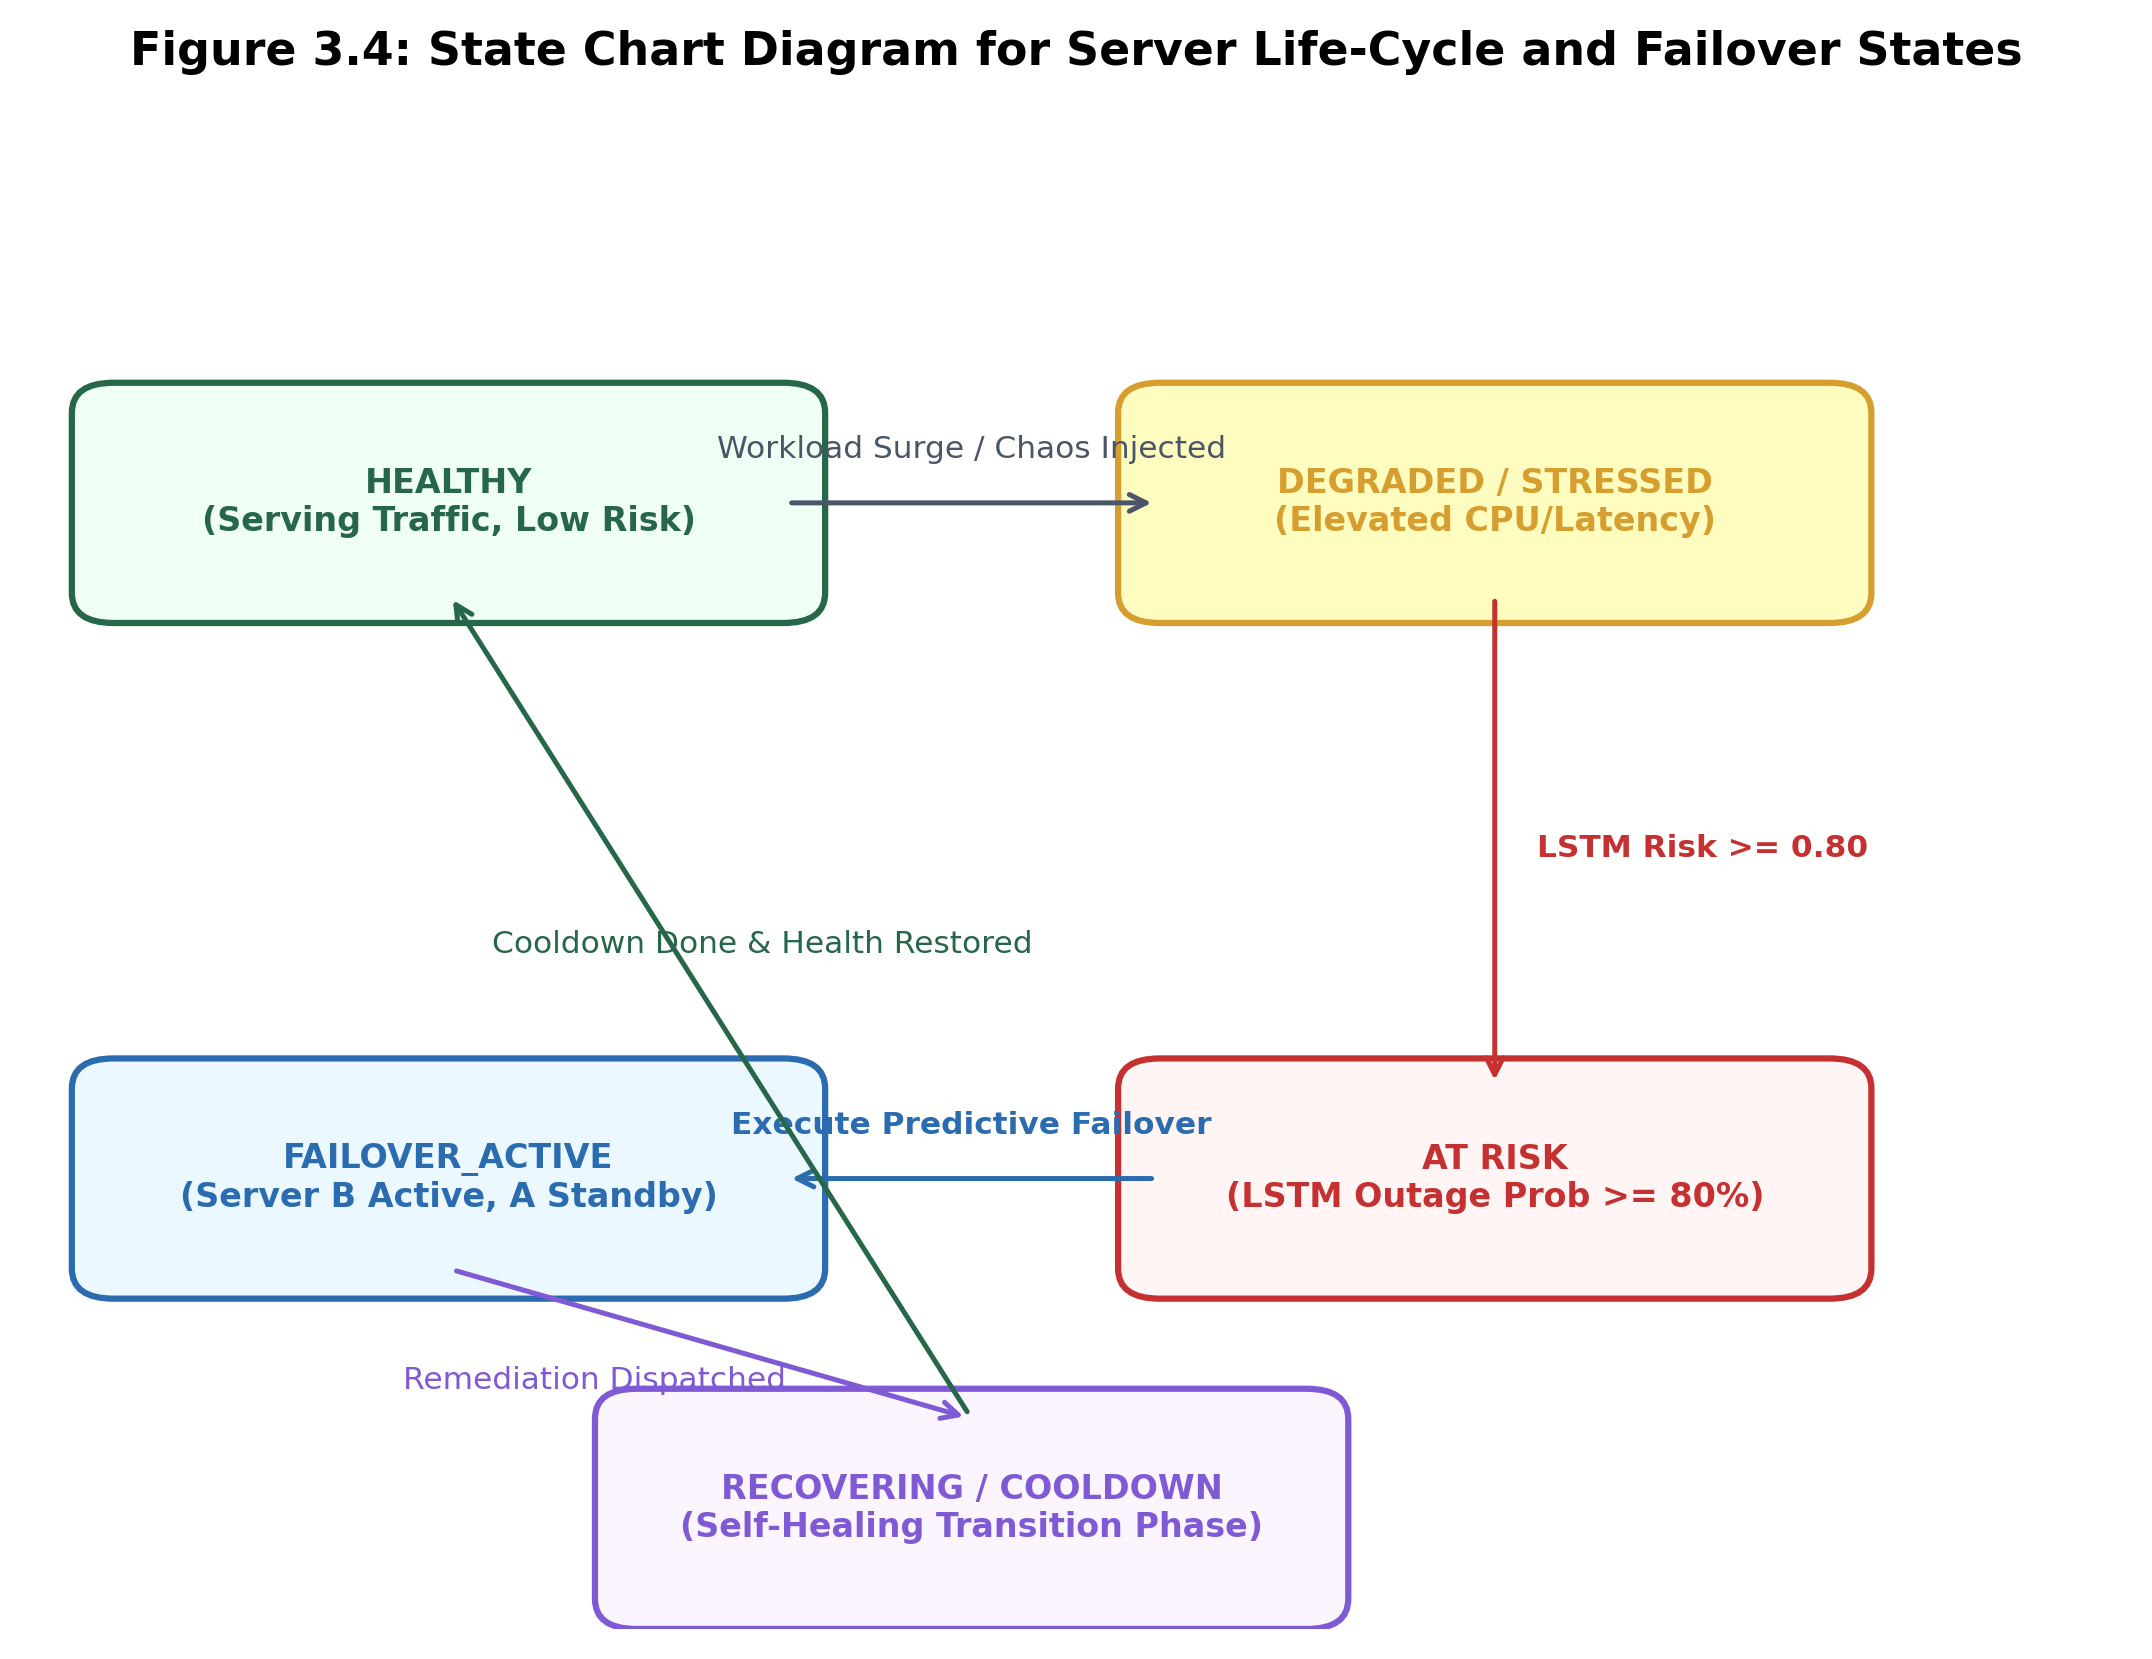 Figure 3.4: State Chart Diagram for Server Life-Cycle and Failover States
Workload Surge / Chaos Injected
HEALTHY
(Serving Traffic, Low Risk)
DEGRADED / STRESSED
(Elevated CPU/Latency)
LSTM Risk >= 0.80
Cooldown Done & Health Restored
Execute Predictive Failover
FAILOVER_ACTIVE
(Server B Active, A Standby)
AT RISK
(LSTM Outage Prob >= 80%)
Remediation Dispatched
RECOVERING / COOLDOWN
(Self-Healing Transition Phase)